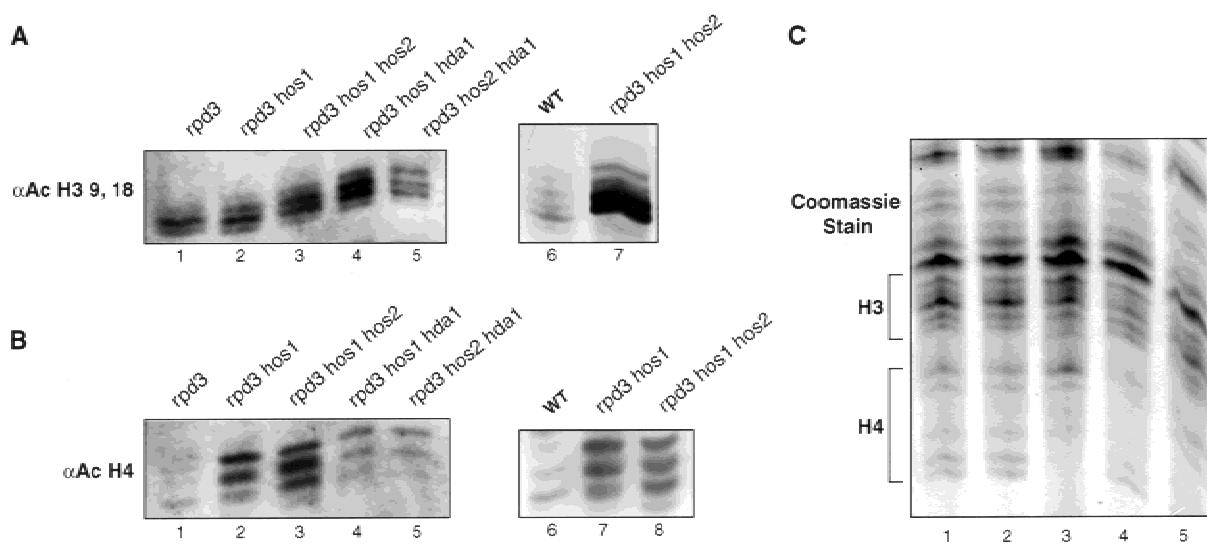 A
rpd3
rpd3 hos1
rpd3 hos1 hos2
rpd3 hos1 hda1
rpd3 hos2 hda1
WT
rpd3 hos1 hos2
αAc H3 9, 18
1 2 3 4 5
6 7
B
rpd3
rpd3 hos1
rpd3 hos1 hos2
rpd3 hos1 hda1
rpd3 hos2 hda1
WT
rpd3 hos1
rpd3 hos1 hos2
αAc H4
1 2 3 4 5
6 7 8
C
Coomassie
Stain
H3
H4
1 2 3 4 5